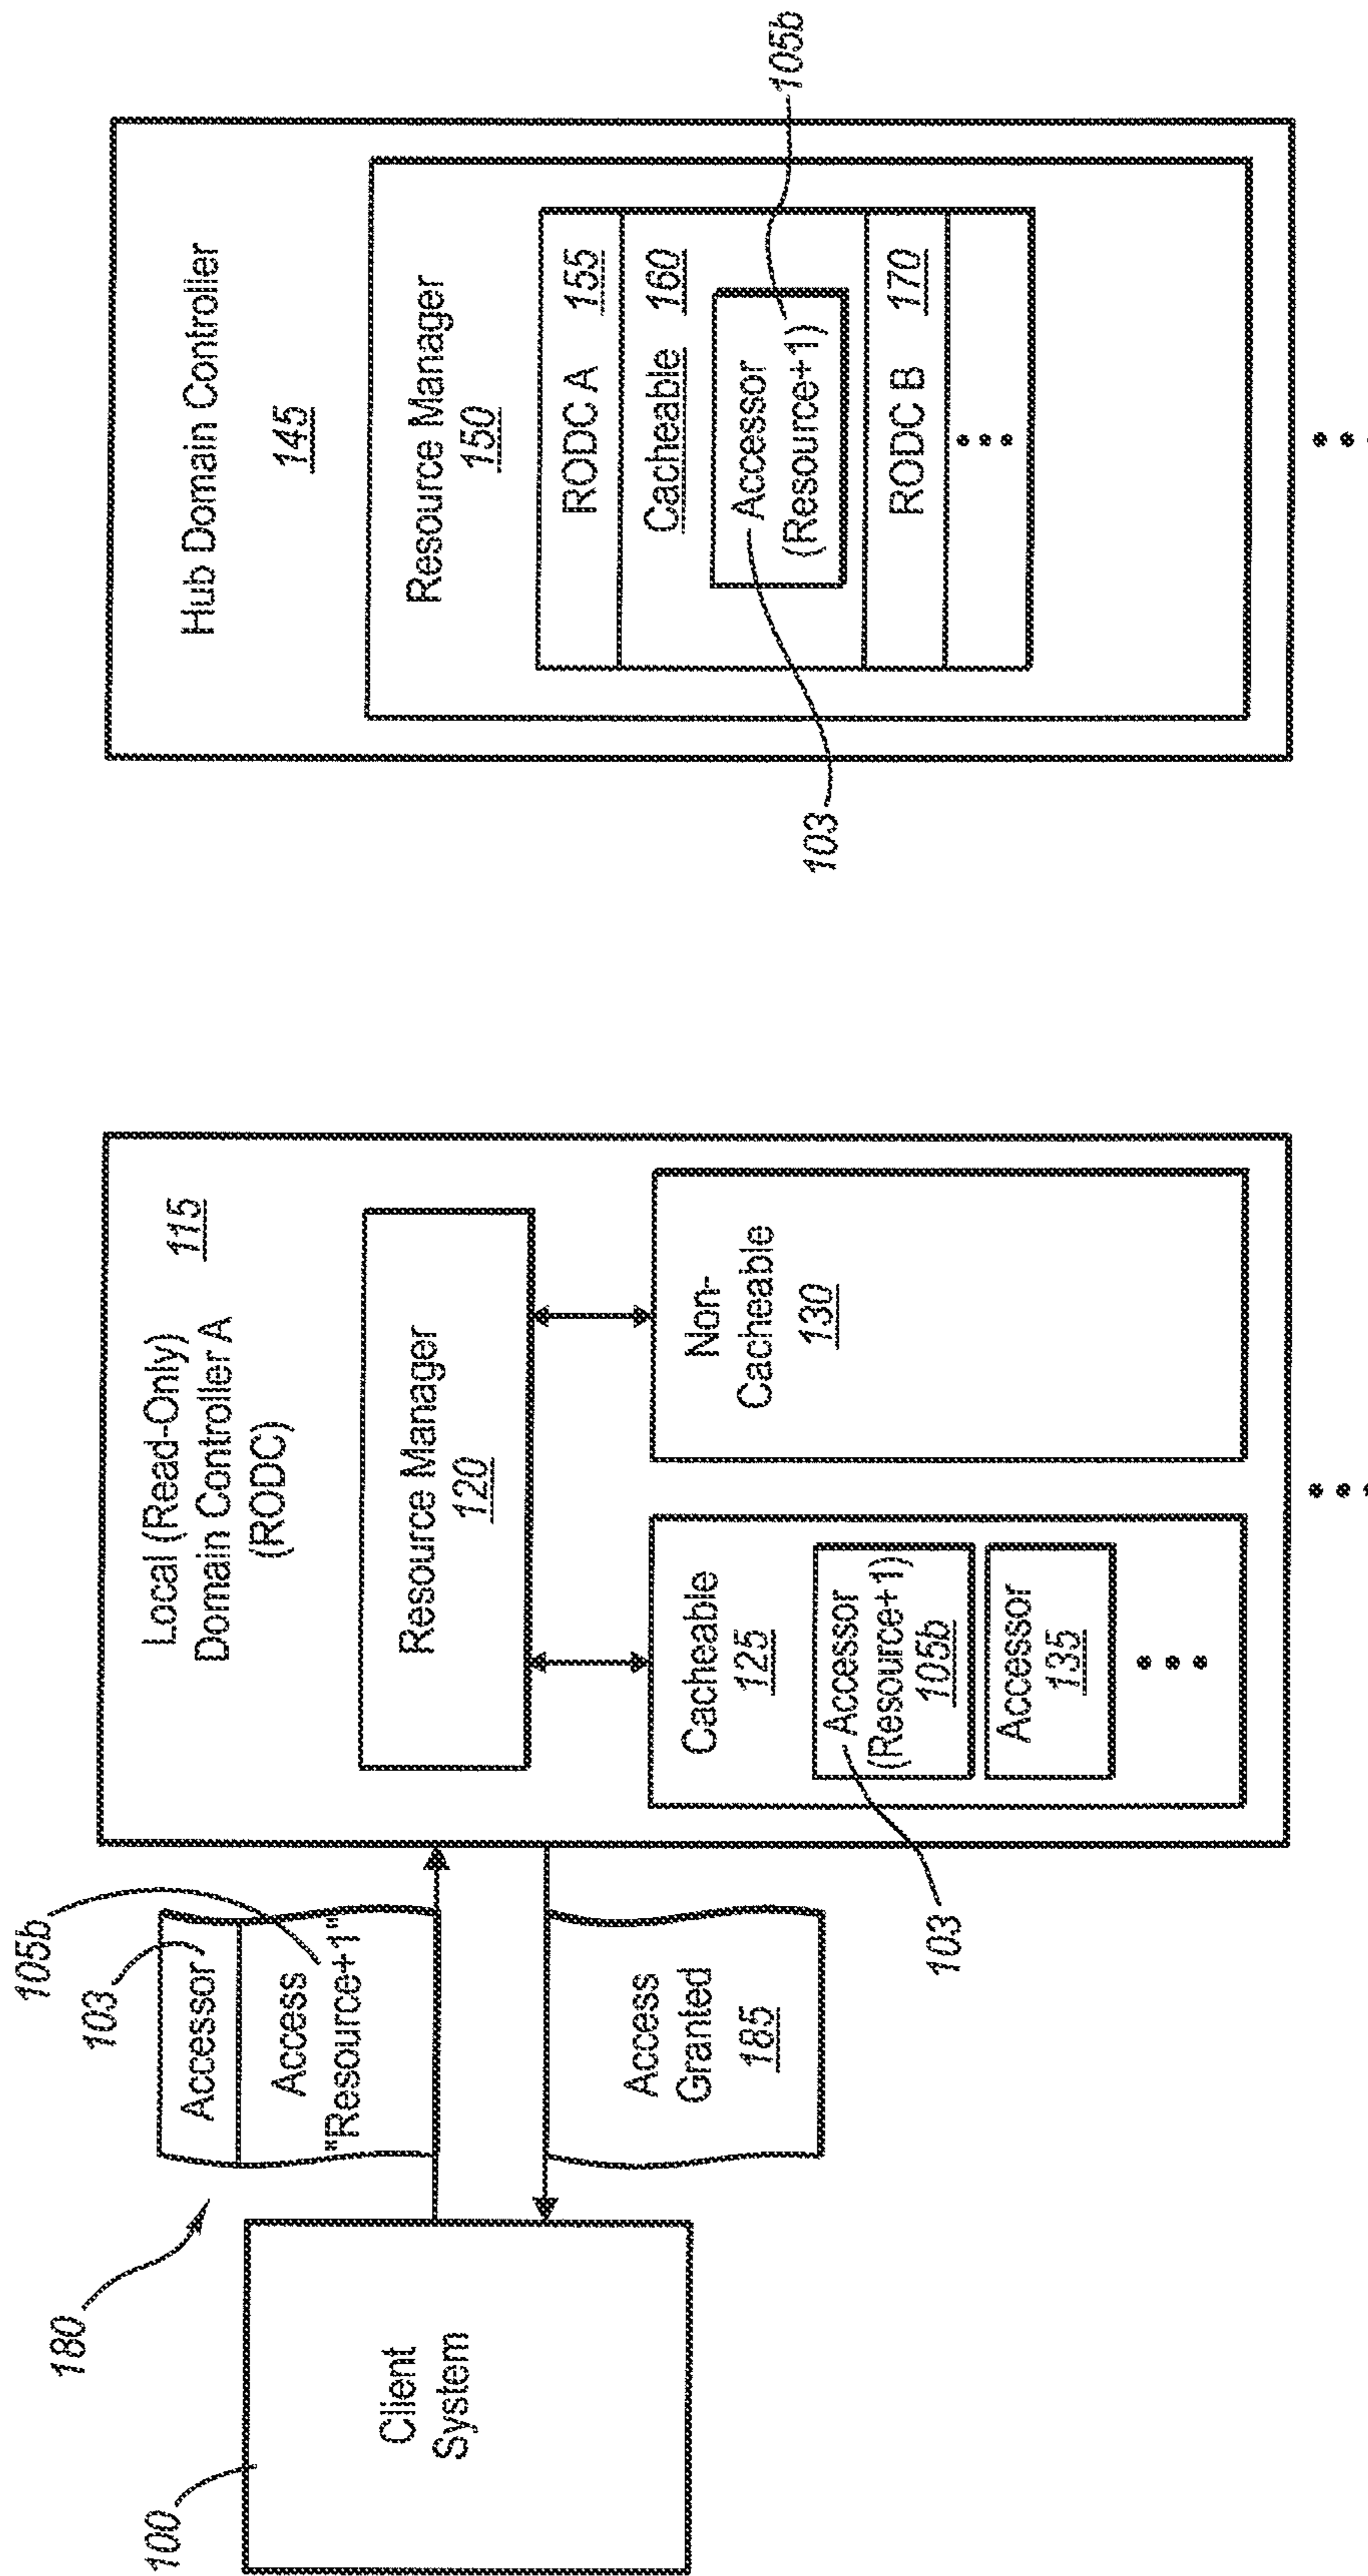 100
Client
System
180
105b
103
Accessor
Access
"Resource+1"
Access
Granted
185
Local (Read-Only)
Domain Controller A
(RODC)
115
Resource Manager
120
Cacheable
125
Accessor
(Resource+1)
105b
Accessor
135
103
Non-
Cacheable
130
Hub Domain Controller
145
Resource Manager
150
RODC A 155
Cacheable 160
Accessor
(Resource+1)
RODC B 170
103
105b